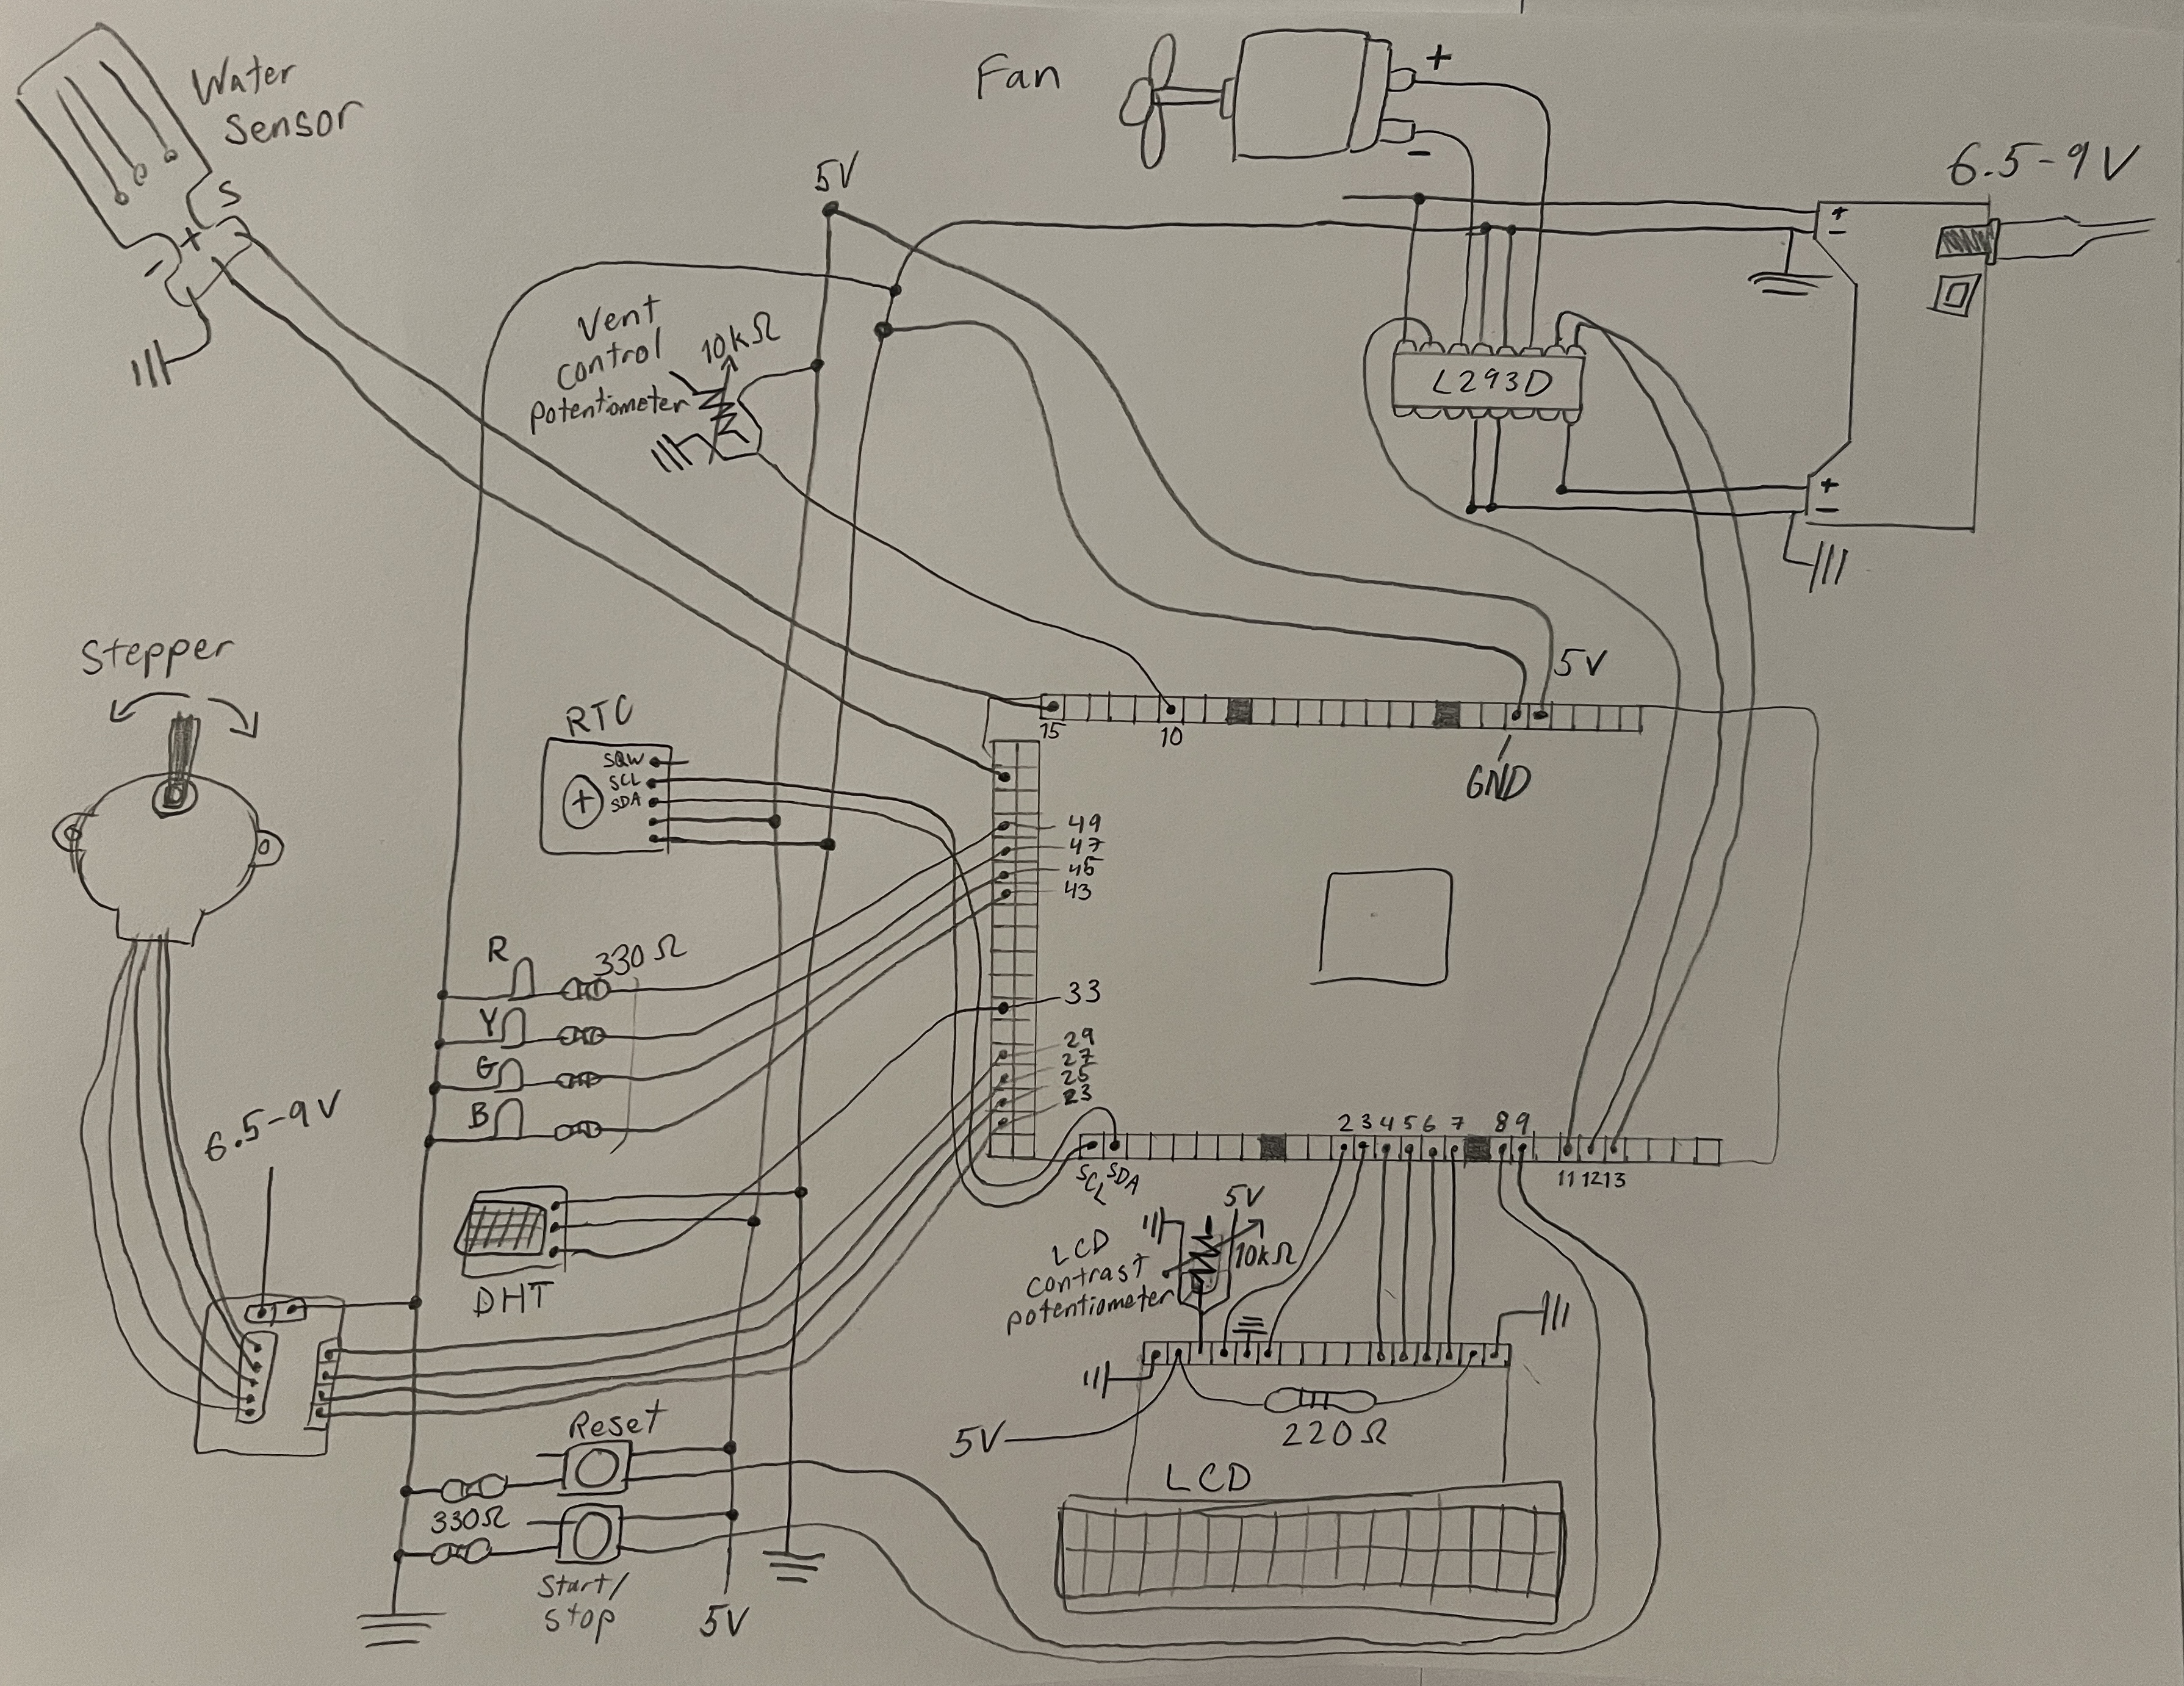 Water
Sensor
S
+
-
Fan
+
-
6.5-9V
+
-
5V
Vent
control
potentiometer
10kΩ
L293D
+
-
Stepper
5V
15
10
GND
RTC
SQW
SCL
SDA
+
49
47
45
43
R
330Ω
Y
G
B
33
29
27
25
23
6.5-9V
2 3 4 5 6 7 8 9
SCL SDA
11 12 13
DHT
5V
LCD
contrast
potentiometer
10kΩ
5V
220Ω
Reset
330Ω
Start/
stop
5V
LCD